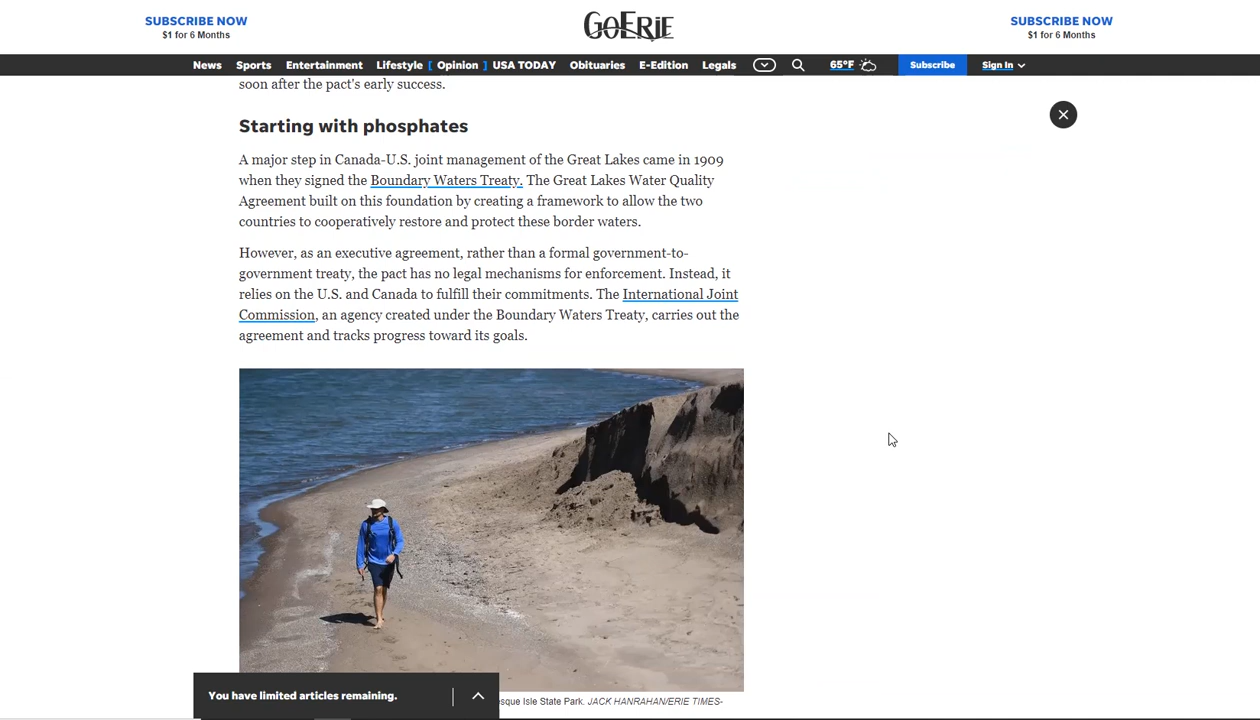 SUBSCRIBE NOW
$1 for 6 Months
GoErie
SUBSCRIBE NOW
$1 for 6 Months
News Sports Entertainment Lifestyle [ Opinion ] USA TODAY Obituaries E-Edition Legals 65°F Subscribe Sign In
soon after the pact's early success.
Starting with phosphates
A major step in Canada-U.S. joint management of the Great Lakes came in 1909
when they signed the Boundary Waters Treaty. The Great Lakes Water Quality
Agreement built on this foundation by creating a framework to allow the two
countries to cooperatively restore and protect these border waters.
However, as an executive agreement, rather than a formal government-to-
government treaty, the pact has no legal mechanisms for enforcement. Instead, it
relies on the U.S. and Canada to fulfill their commitments. The International Joint
Commission, an agency created under the Boundary Waters Treaty, carries out the
agreement and tracks progress toward its goals.
You have limited articles remaining.
esque Isle State Park. JACK HANRAHAN/ERIE TIMES-